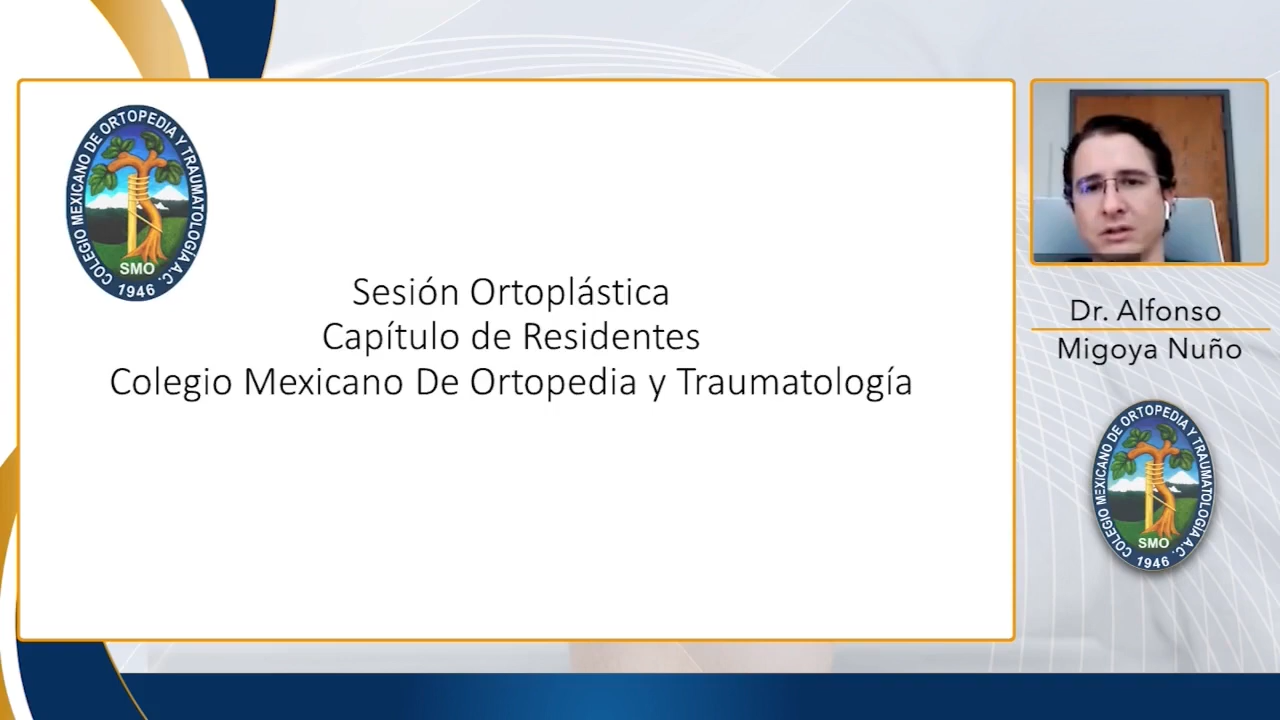 COLEGIO MEXICANO DE ORTOPEDIA Y TRAUMATOLOGÍA A.C.
SMO
1946
Sesión Ortoplástica
Capítulo de Residentes
Colegio Mexicano De Ortopedia y Traumatología
Dr. Alfonso
Migoya Nuño
COLEGIO MEXICANO DE ORTOPEDIA Y TRAUMATOLOGÍA A.C.
SMO
1946